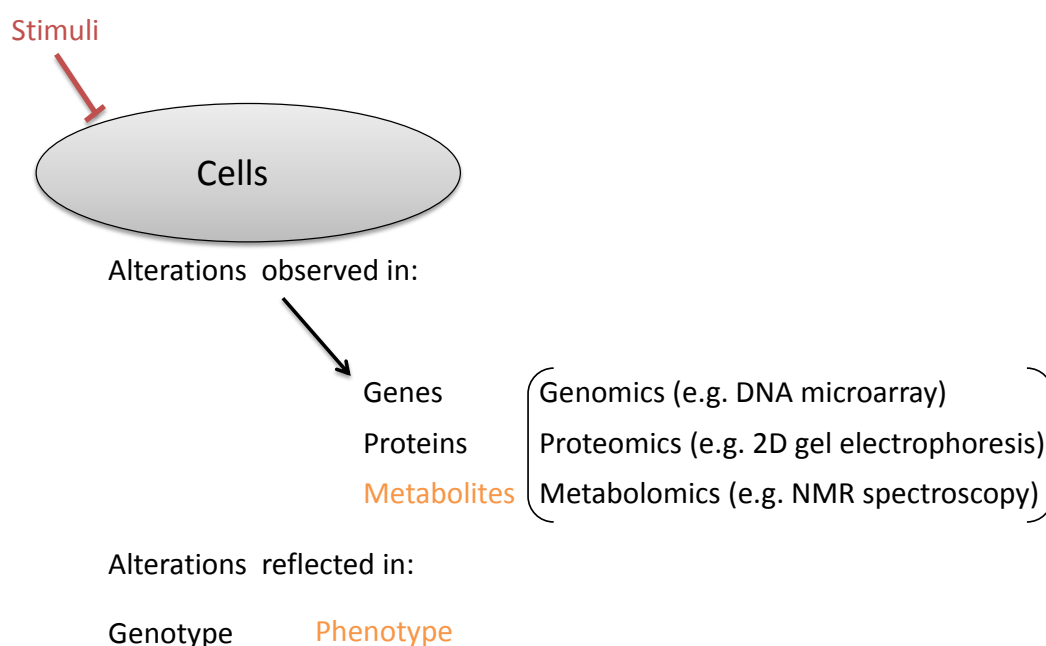 Stimuli
Cells
Alterations observed in:
Genes Genomics (e.g. DNA microarray)
Proteins Proteomics (e.g. 2D gel electrophoresis)
Metabolites Metabolomics (e.g. NMR spectroscopy)
Alterations reflected in:
Genotype Phenotype